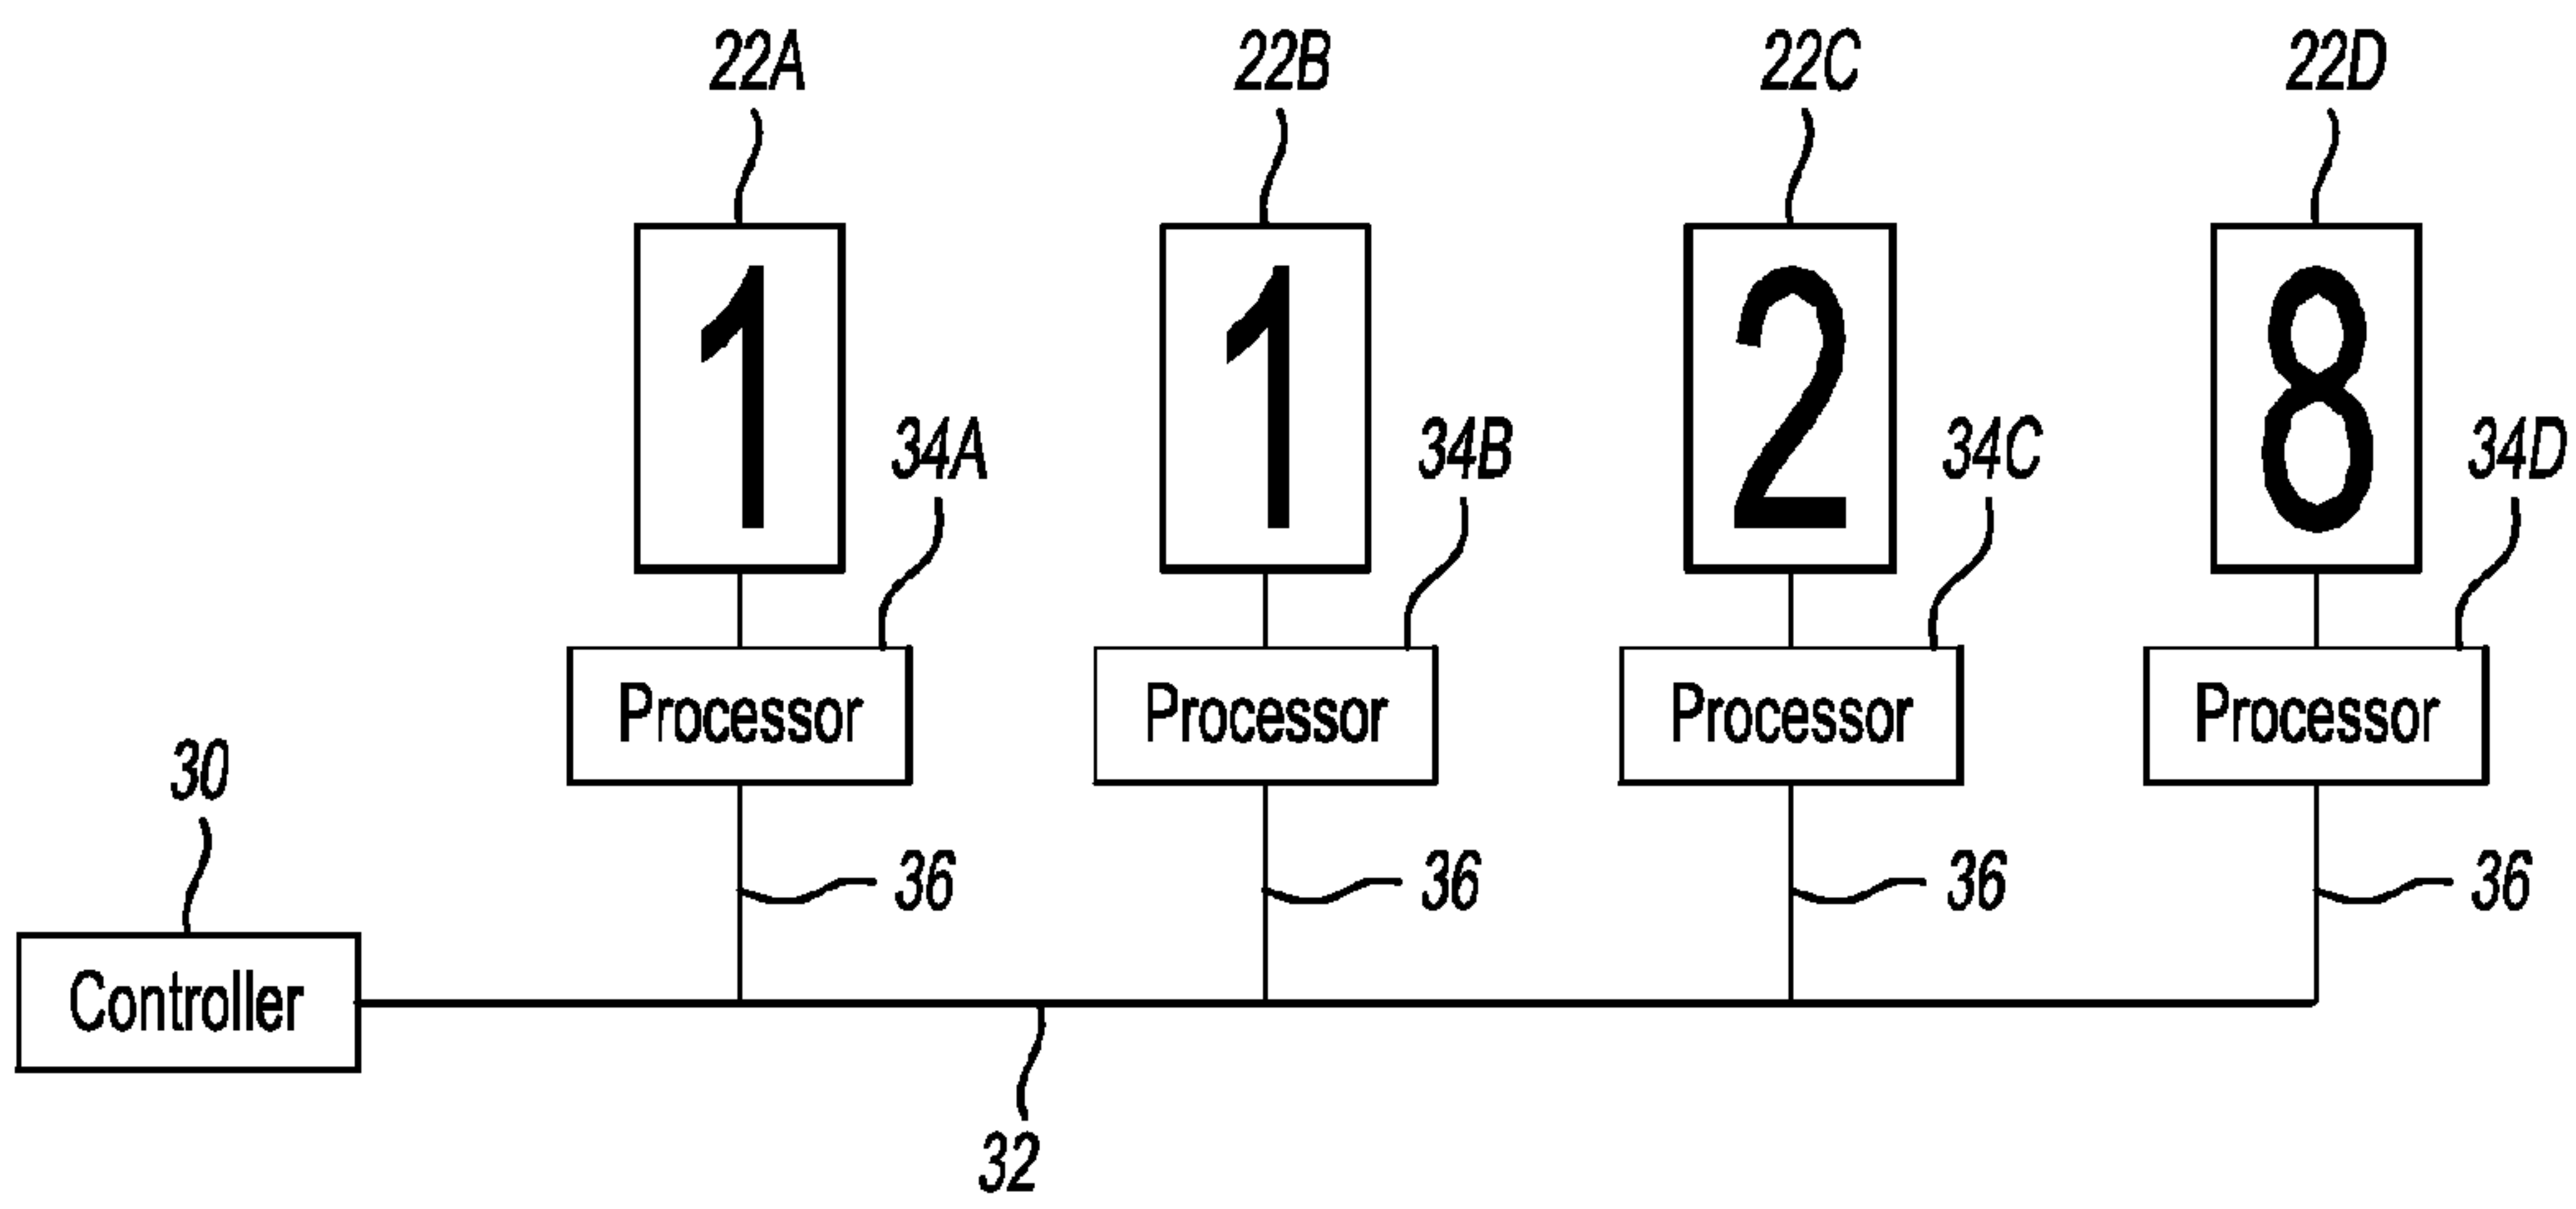 22A 22B 22C 22D
1 1 2 8
34A 34B 34C 34D
Processor Processor Processor Processor
30
36 36 36 36
Controller
32